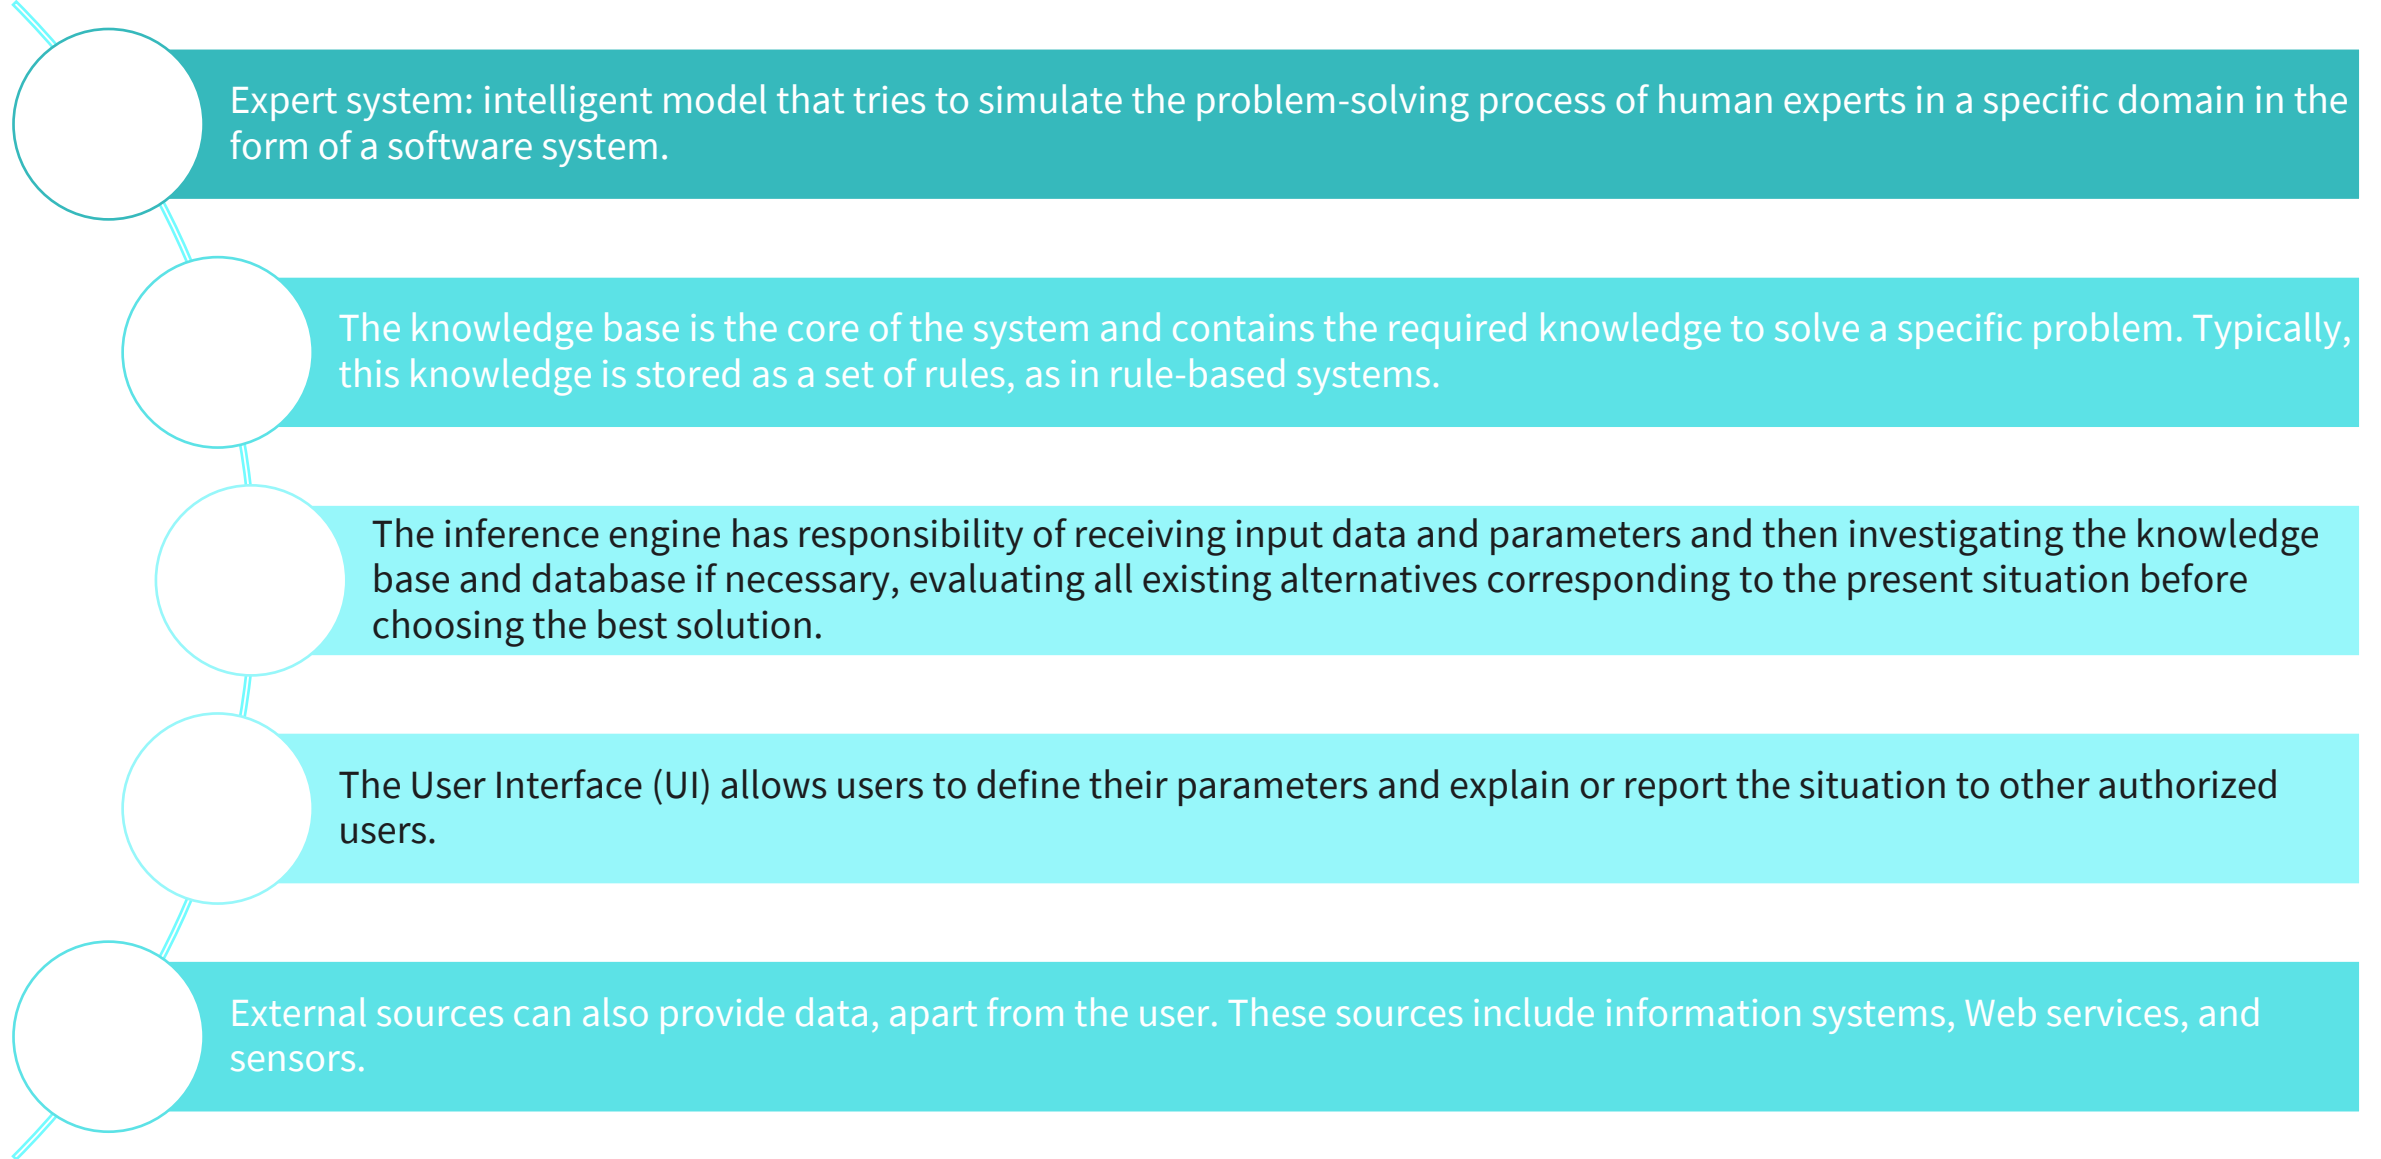 Expert system: intelligent model that tries to simulate the problem-solving process of human experts in a specific domain in the
form of a software system.
The knowledge base is the core of the system and contains the required knowledge to solve a specific problem. Typically,
this knowledge is stored as a set of rules, as in rule-based systems.
The inference engine has responsibility of receiving input data and parameters and then investigating the knowledge
base and database if necessary, evaluating all existing alternatives corresponding to the present situation before
choosing the best solution.
The User Interface (UI) allows users to define their parameters and explain or report the situation to other authorized
users.
External sources can also provide data, apart from the user. These sources include information systems, Web services, and
sensors.